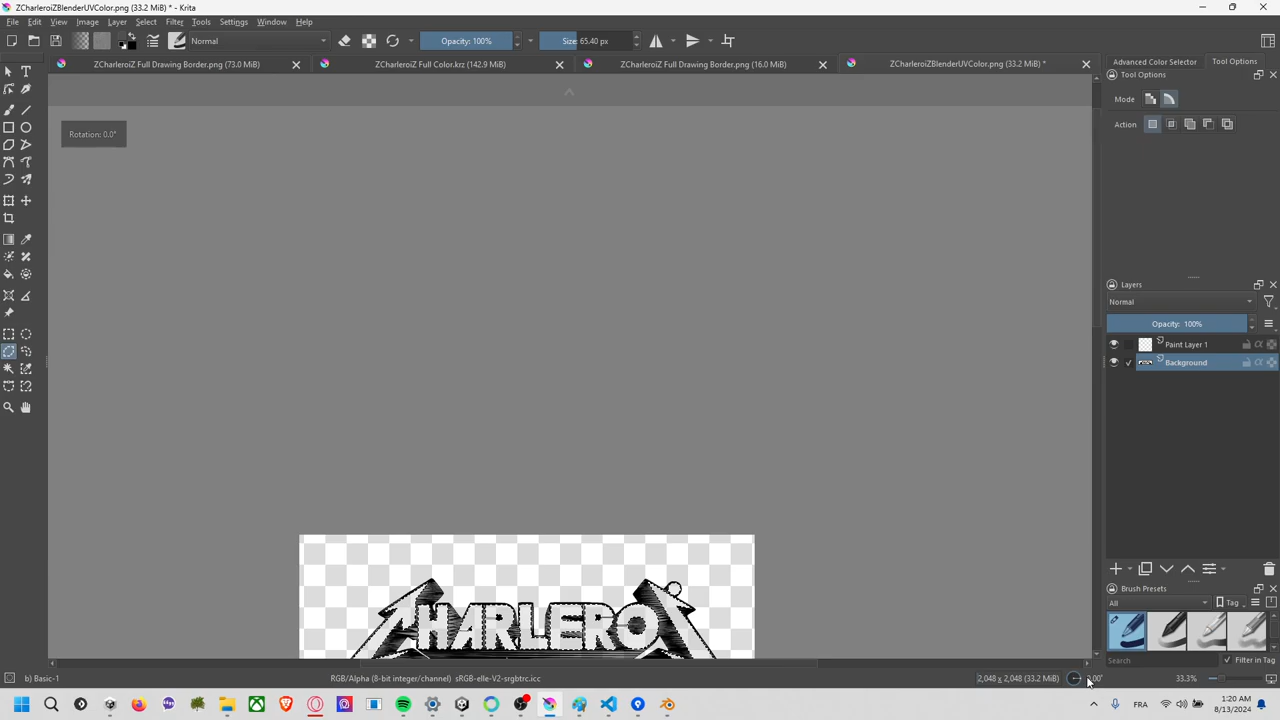 ZCharleroiZBlenderUVColor.png (33.2 MiB) * - Krita
File Edit View Image Layer Select Filter Tools Settings Window Help
Normal Opacity: 100% Size: 65.40 px
ZCharleroiZ Full Drawing Border.png (73.0 MiB) ZCharleroiZ Full Color.krz (142.9 MiB) ZCharleroiZ Full Drawing Border.png (16.0 MiB) ZCharleroiZBlenderUVColor.png (33.2 MiB) *
Advanced Color Selector Tool Options
Tool Options
Mode
Action
Rotation: 0.0°
Layers
Normal
Opacity: 100%
Paint Layer 1
Background
HARLERO
Brush Presets
All Tag
Search Filter in Tag
b) Basic-1 RGB/Alpha (8-bit integer/channel) sRGB-elle-V2-srgbtrc.icc 2,048 x 2,048 (33.2 MiB) 33.3%
FRA 1:20 AM
8/13/2024